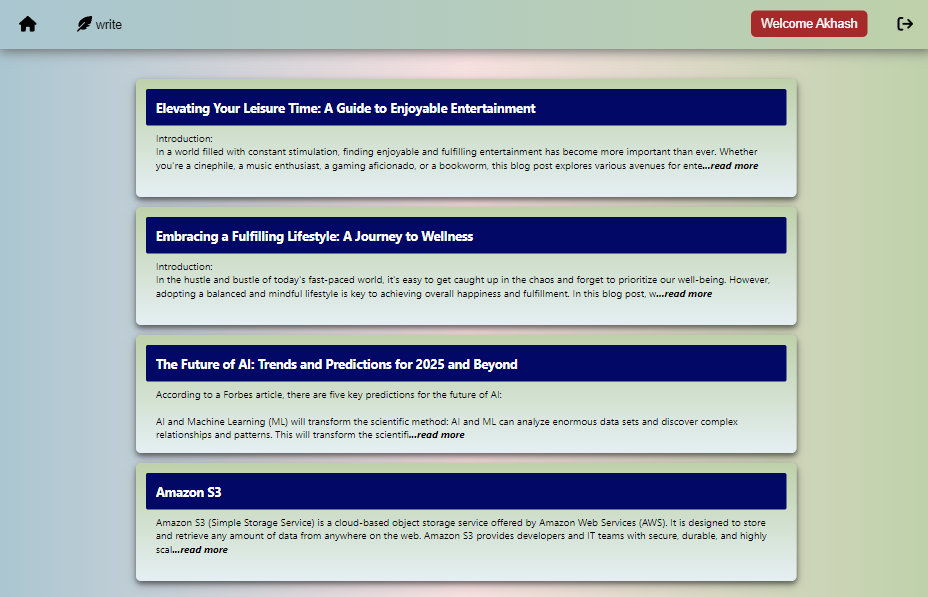 write
Welcome Akhash
Elevating Your Leisure Time: A Guide to Enjoyable Entertainment
Introduction:
In a world filled with constant stimulation, finding enjoyable and fulfilling entertainment has become more important than ever. Whether
you're a cinephile, a music enthusiast, a gaming aficionado, or a bookworm, this blog post explores various avenues for ente...read more
Embracing a Fulfilling Lifestyle: A Journey to Wellness
Introduction:
In the hustle and bustle of today's fast-paced world, it's easy to get caught up in the chaos and forget to prioritize our well-being. However,
adopting a balanced and mindful lifestyle is key to achieving overall happiness and fulfillment. In this blog post, w...read more
The Future of AI: Trends and Predictions for 2025 and Beyond
According to a Forbes article, there are five key predictions for the future of AI:
AI and Machine Learning (ML) will transform the scientific method: AI and ML can analyze enormous data sets and discover complex
relationships and patterns. This will transform the scientifi...read more
Amazon S3
Amazon S3 (Simple Storage Service) is a cloud-based object storage service offered by Amazon Web Services (AWS). It is designed to store
and retrieve any amount of data from anywhere on the web. Amazon S3 provides developers and IT teams with secure, durable, and highly
scal...read more